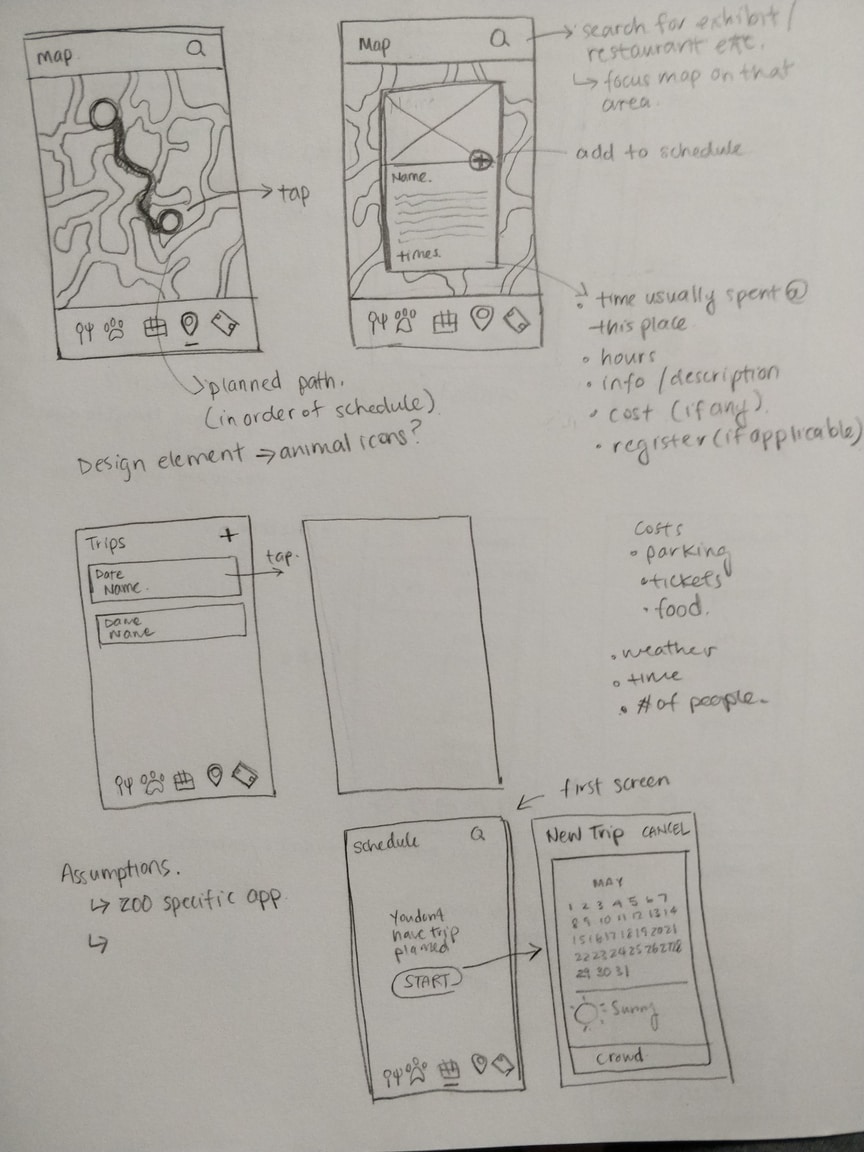 Map
Map
search for exhibit/
restaurant etc.
↳ focus map on that
area.
tap
add to schedule
Name.
times.
planned path.
(in order of schedule)
• time usually spent @
this place
• hours
• info/description
• cost (if any).
• register (if applicable)
Design element ⇒ animal icons?
Trips +
Date
Name.
Date
Name
tap.
Costs
• parking
• tickets
• food.
• weather
• time
• # of people.
first screen
Assumptions.
↳ zoo specific app.
↳
Schedule
You dont
have trip
planned
START
New Trip CANCEL
MAY
1 2 3 4 5 6 7
8 9 10 11 12 13 14
15 16 17 18 19 20 21
22 23 24 25 26 27 28
29 30 31
Sunny
Crowd